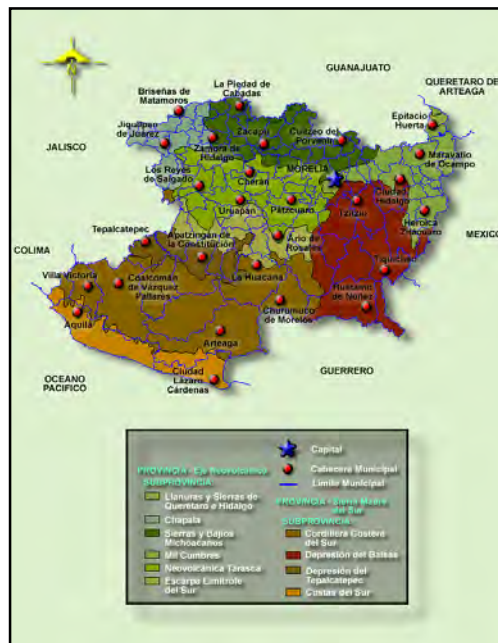 GUANAJUATO
QUERETARO DE
ARTEAGA
La Piedad de
Cabadas
Briseñas de
Matamoros
Epitacio
Huerta
Jiquilpan
de Juárez
Zacapu
Cuitzeo del
Porvenir
JALISCO
Zamora de
Hidalgo
Maravatío
de Ocampo
Los Reyes
de Salgado
Cherán
MORELIA
Ciudad
Hidalgo
Uruapan
Pátzcuaro
Tzitzio
Heroica
Zitácuaro
Tepalcatepec
Apatzingán de
la Constitución
Ario de
Rosales
MEXICO
COLIMA
Villa Victoria
Coalcomán
de Vázquez
Pallares
La Huacana
Tiquicheo
Churumuco
de Morelos
Aquila
Arteaga
OCEANO
PACIFICO
Ciudad
Lázaro
Cárdenas
GUERRERO
Capital
PROVINCIA - Eje Neovolcánico
SUBPROVINCIA:
Cabecera Municipal
Límite Municipal
Llanuras y Sierras de
Querétaro e Hidalgo
PROVINCIA - Sierra Madre
del Sur
Chapala
SUBPROVINCIA:
Sierras y Bajíos
Michoacanos
Cordillera Costera
del Sur
Mil Cumbres
Depresión del Balsas
Neovolcánica Tarasca
Depresión del
Tepalcatepec
Escarpa Limítrofe
del Sur
Costas del Sur